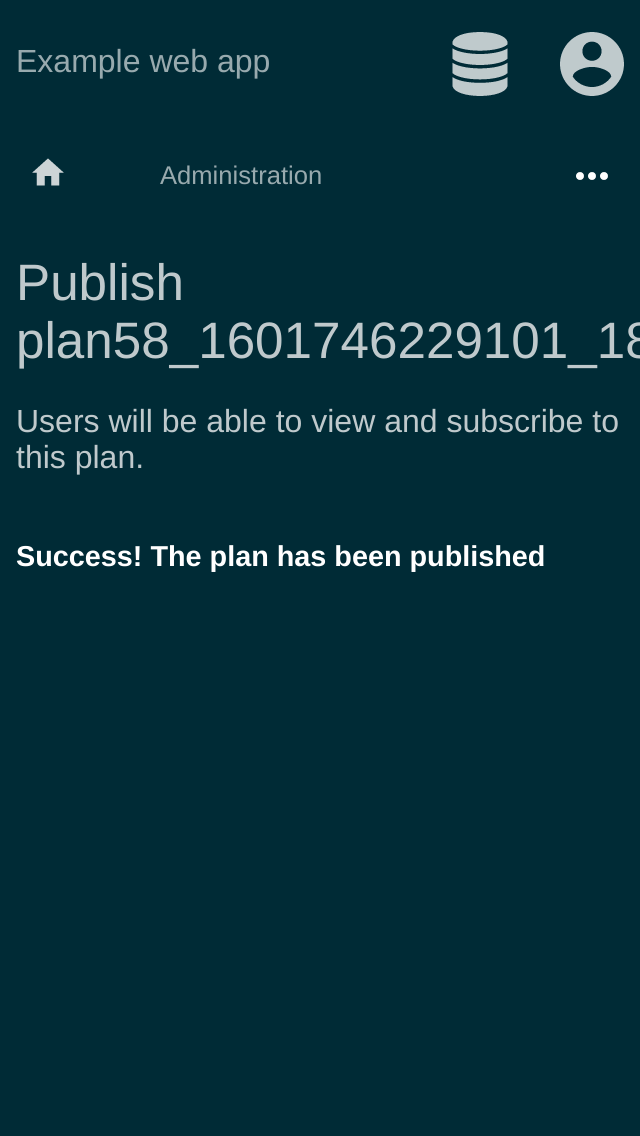 Example web app
Administration
Publish
plan58_1601746229101_18
Users will be able to view and subscribe to
this plan.
Success! The plan has been published